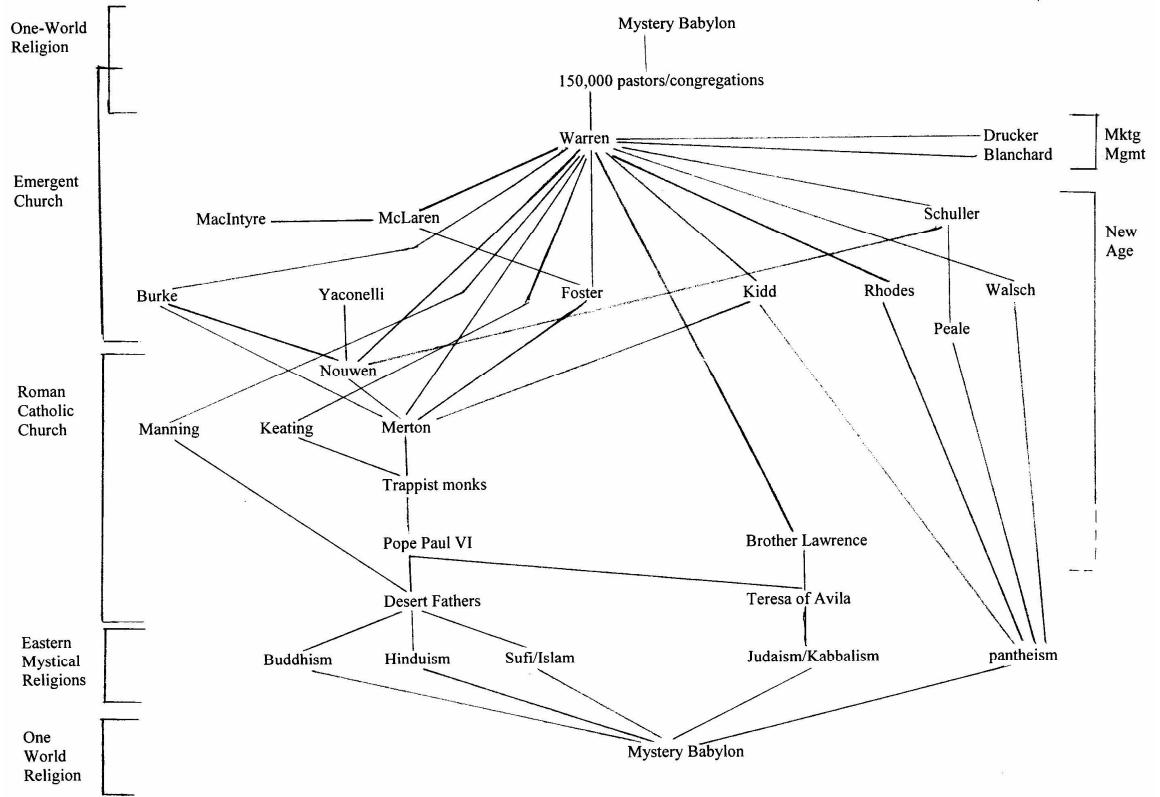 One-World
Religion
Mystery Babylon
150,000 pastors/congregations
Warren
Drucker
Blanchard
Mktg
Mgmt
Emergent
Church
MacIntyre
McLaren
Schuller
New
Age
Burke
Yaconelli
Foster
Kidd
Rhodes
Walsch
Peale
Nouwen
Roman
Catholic
Church
Manning
Keating
Merton
Trappist monks
Pope Paul VI
Brother Lawrence
Desert Fathers
Teresa of Avila
Eastern
Mystical
Religions
Buddhism
Hinduism
Sufi/Islam
Judaism/Kabbalism
pantheism
One
World
Religion
Mystery Babylon